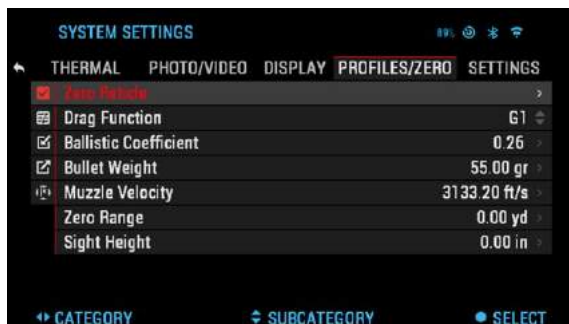 SYSTEM SETTINGS 89%
THERMAL PHOTO/VIDEO DISPLAY PROFILES/ZERO SETTINGS
Zero Reticle
Drag Function G1
Ballistic Coefficient 0.26
Bullet Weight 55.00 gr
Muzzle Velocity 3133.20 ft/s
Zero Range 0.00 yd
Sight Height 0.00 in
CATEGORY SUBCATEGORY SELECT